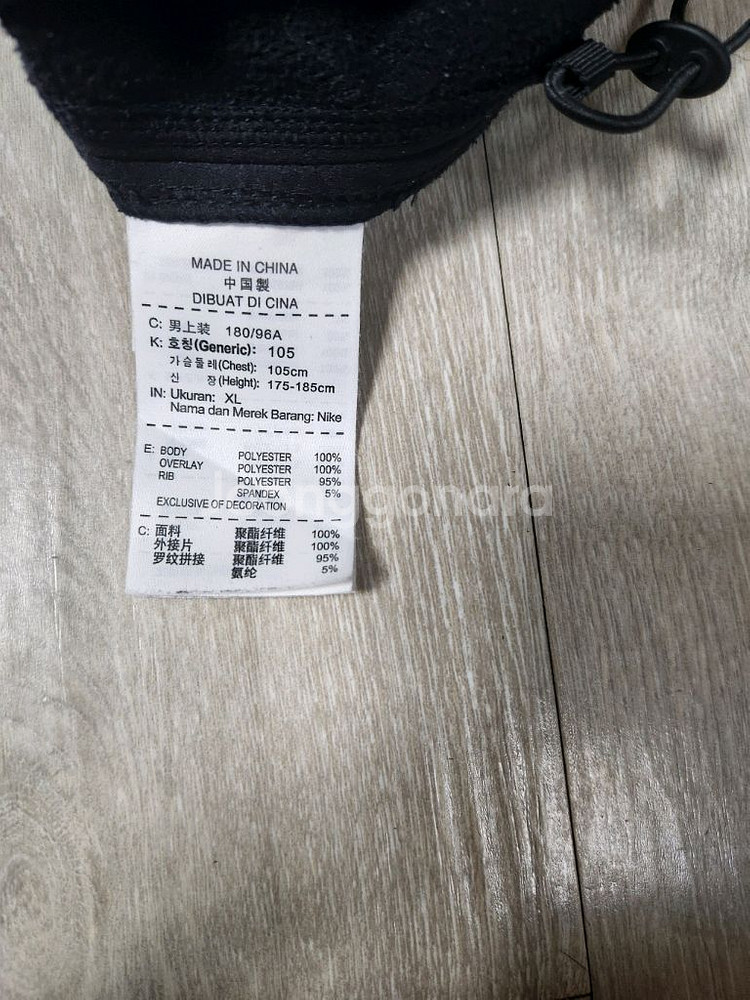 MADE IN CHINA
中国製
DIBUAT DI CINA
C: 男上装 180/96A
K: 호칭(Generic): 105
가슴둘레(Chest): 105cm
신 장(Height): 175-185cm
IN: Ukuran: XL
Nama dan Merek Barang: Nike
E: BODY POLYESTER 100%
OVERLAY POLYESTER 100%
RIB POLYESTER 95%
SPANDEX 5%
EXCLUSIVE OF DECORATION
C: 面料 聚酯纤维 100%
外接片 聚酯纤维 100%
罗纹拼接 聚酯纤维 95%
氨纶 5%